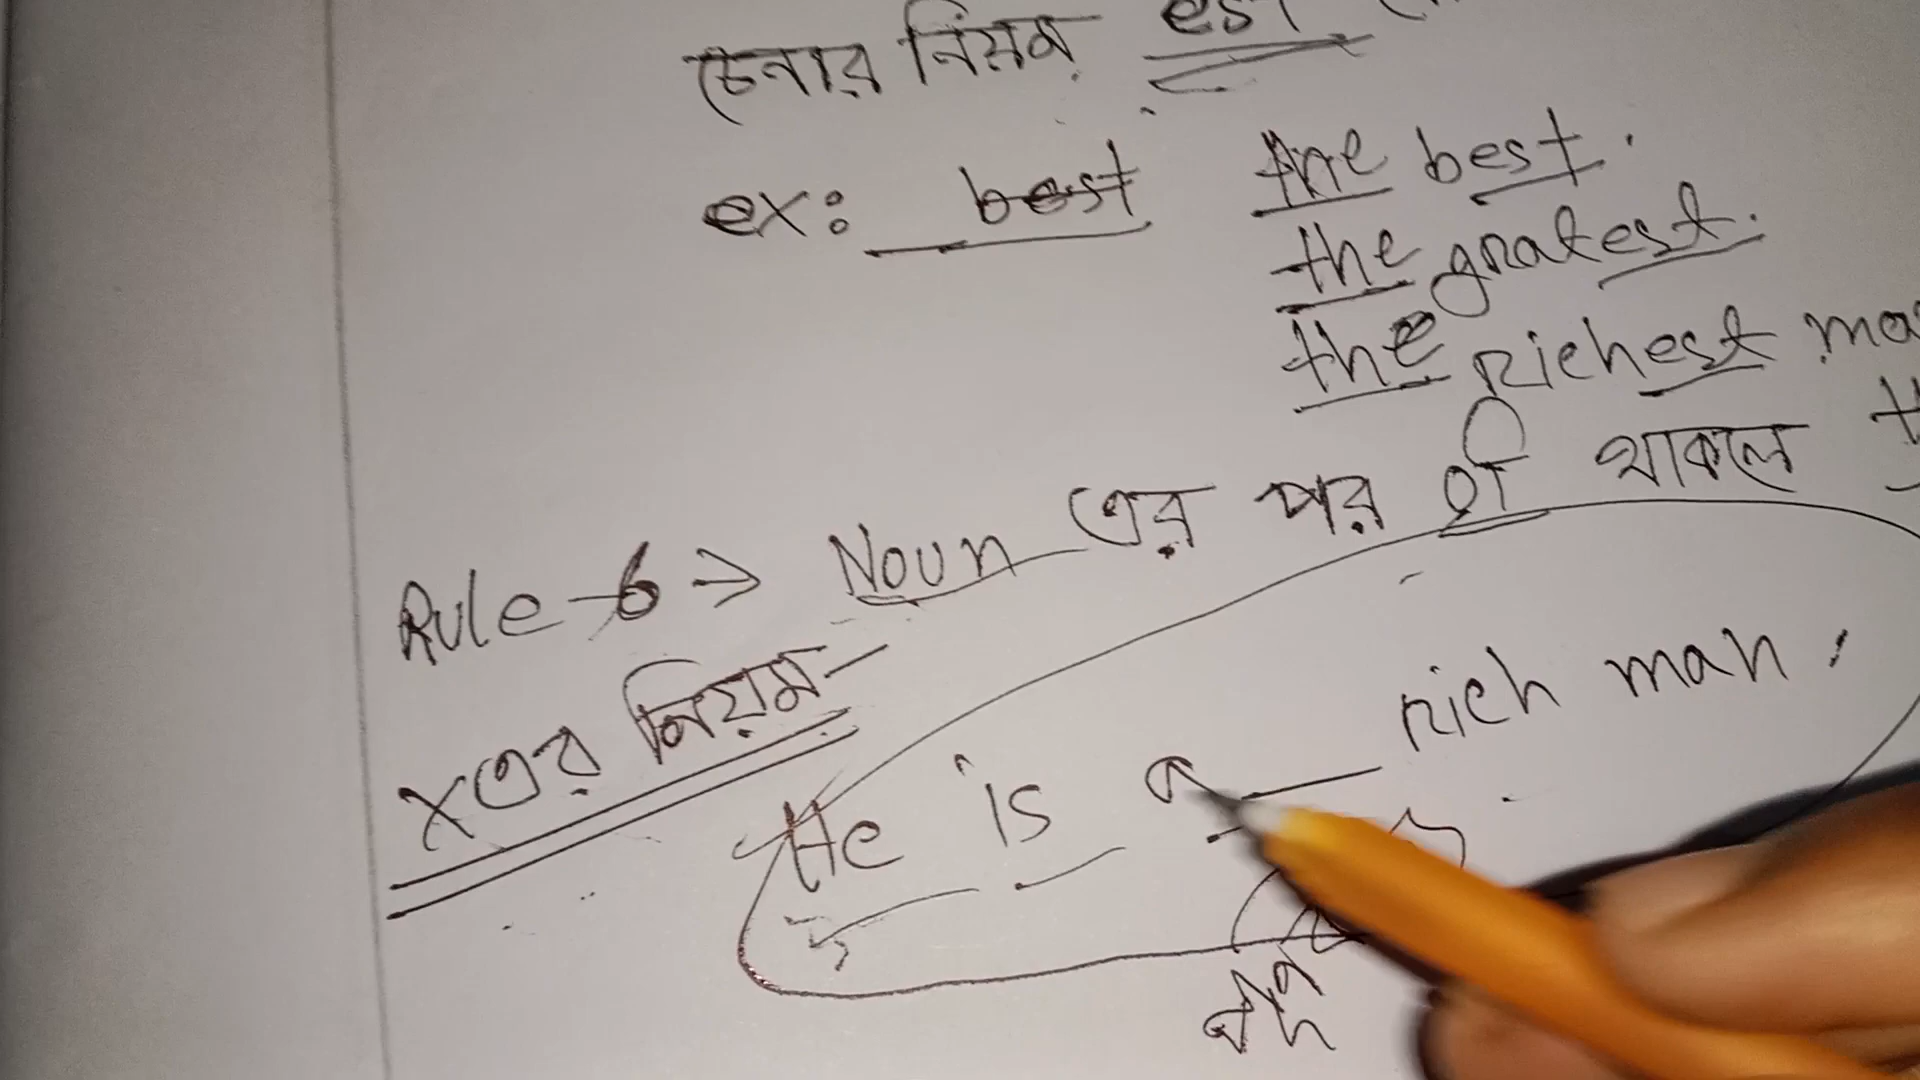 চেনার নিয়ম est
ex: best the best.
the gratest.
the richest
Rule-6 → Noun এর পর of থাকলে
× এর নিয়ম-
He is a rich man.